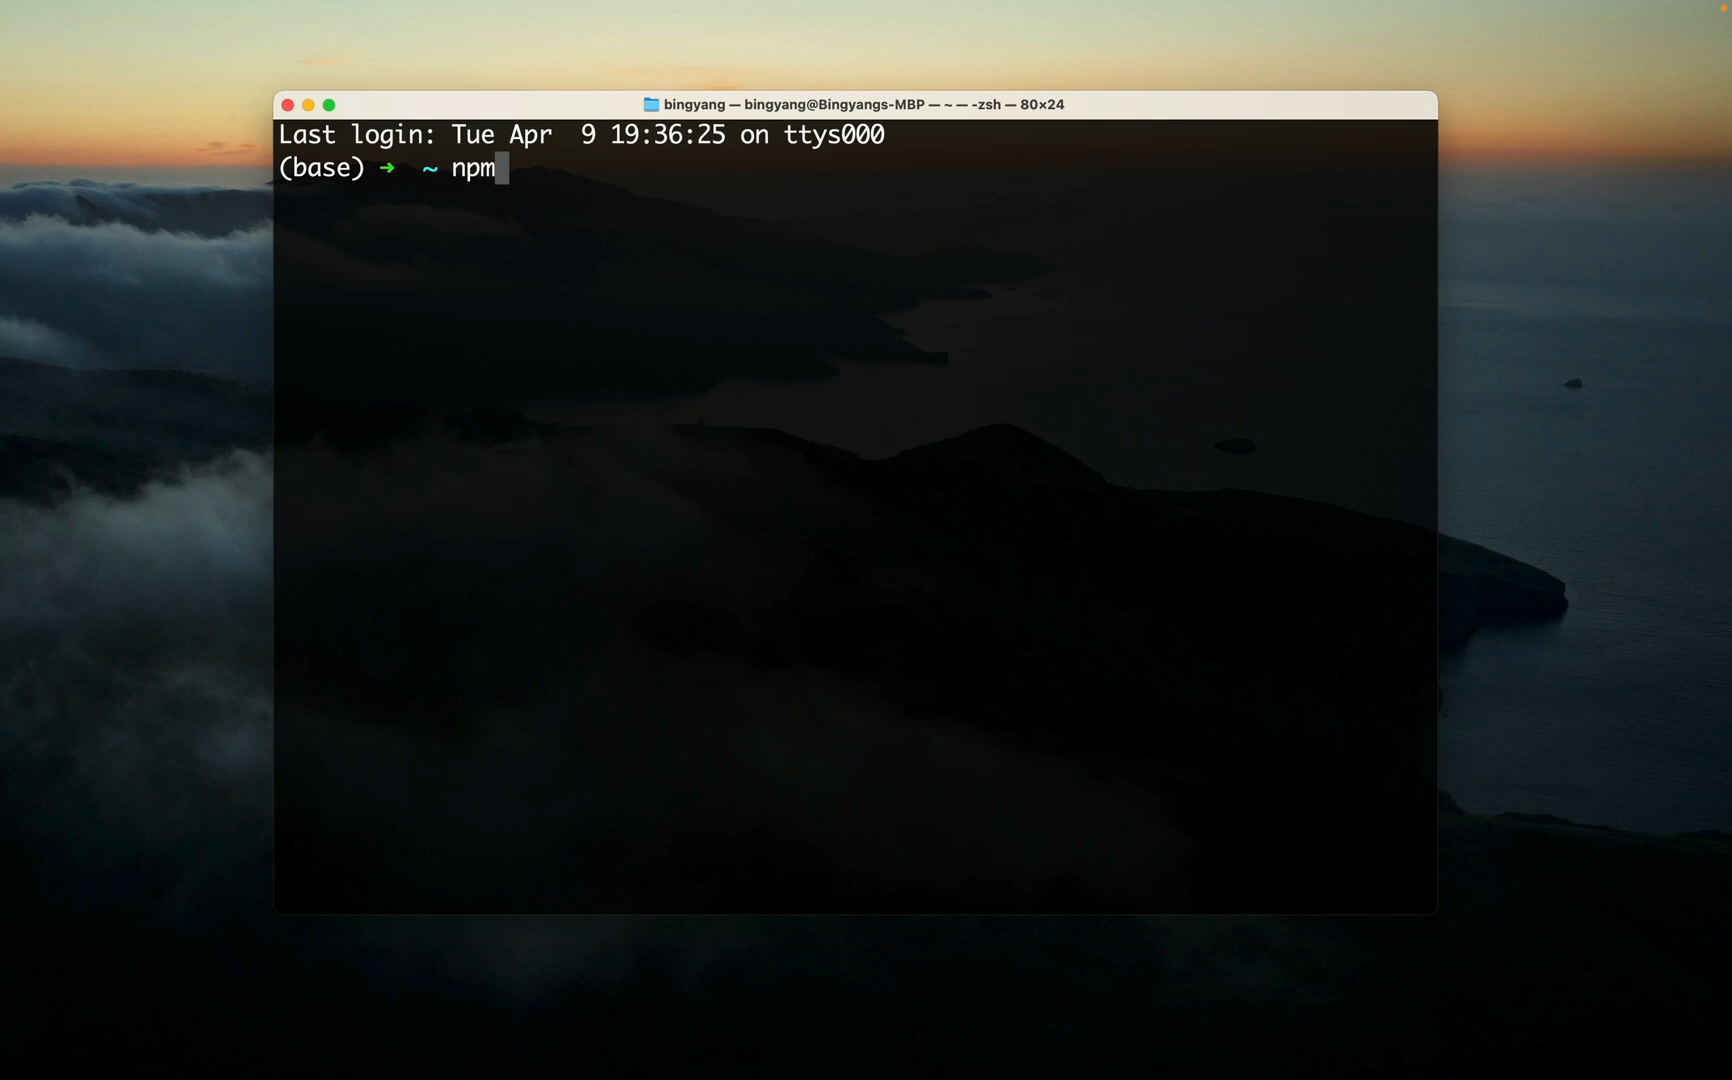 bingyang — bingyang@Bingyangs-MBP — ~ — -zsh — 80×24
Last login: Tue Apr  9 19:36:25 on ttys000
(base) ➜  ~ npm